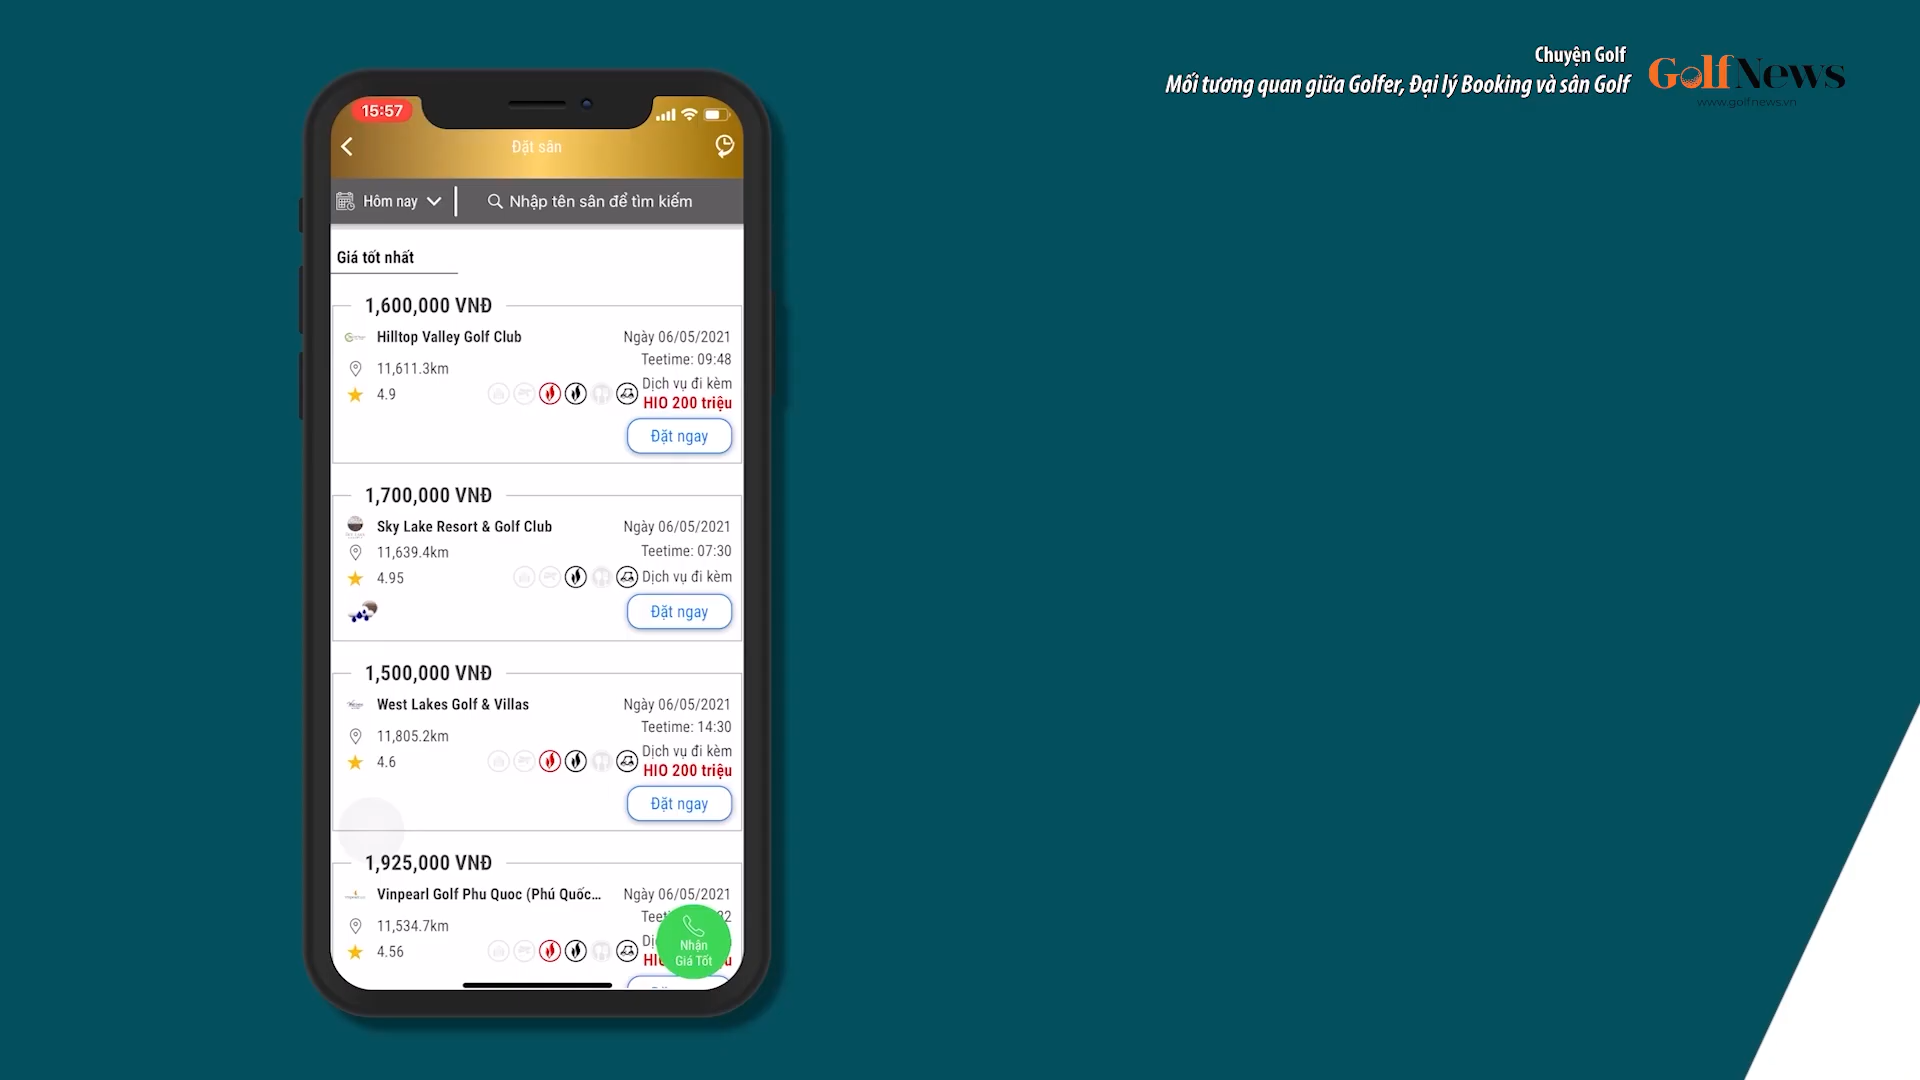 Chuyện Golf
Mối tương quan giữa Golfer, Đại lý Booking và sân Golf
GolfNews
www.golfnews.vn
15:57
Đặt sân
Hôm nay
Nhập tên sân để tìm kiếm
Giá tốt nhất
1,600,000 VNĐ
Hilltop Valley Golf Club
Ngày 06/05/2021
Teetime: 09:48
11,611.3km
Dịch vụ đi kèm
4.9
HIO 200 triệu
Đặt ngay
1,700,000 VNĐ
Sky Lake Resort & Golf Club
Ngày 06/05/2021
11,639.4km
Teetime: 07:30
4.95
Dịch vụ đi kèm
Đặt ngay
1,500,000 VNĐ
West Lakes Golf & Villas
Ngày 06/05/2021
Teetime: 14:30
11,805.2km
Dịch vụ đi kèm
4.6
HIO 200 triệu
Đặt ngay
1,925,000 VNĐ
Vinpearl Golf Phu Quoc (Phú Quốc...
Ngày 06/05/2021
11,534.7km
4.56
Nhận
Giá Tốt